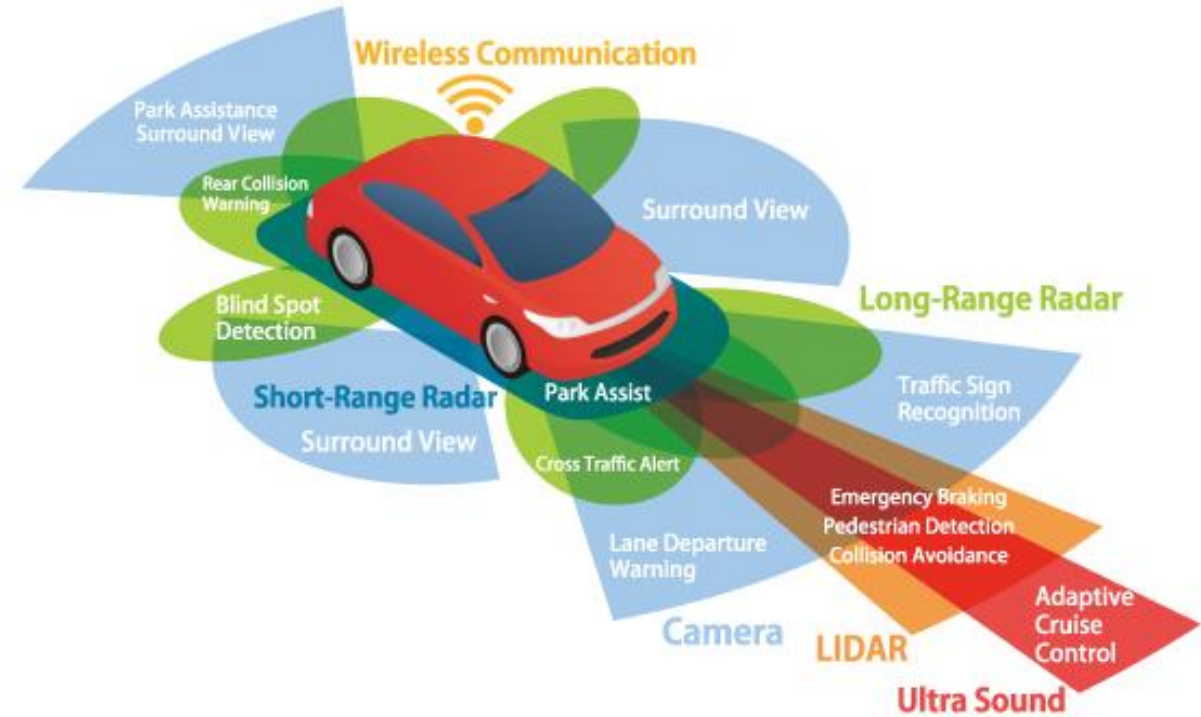 Wireless Communication
Park Assistance
Surround View
Rear Collision
Warning
Surround View
Blind Spot
Detection
Long-Range Radar
Short-Range Radar
Park Assist
Traffic Sign
Recognition
Surround View
Cross Traffic Alert
Emergency Braking
Pedestrian Detection
Collision Avoidance
Lane Departure
Warning
Adaptive
Cruise
Control
Camera
LIDAR
Ultra Sound